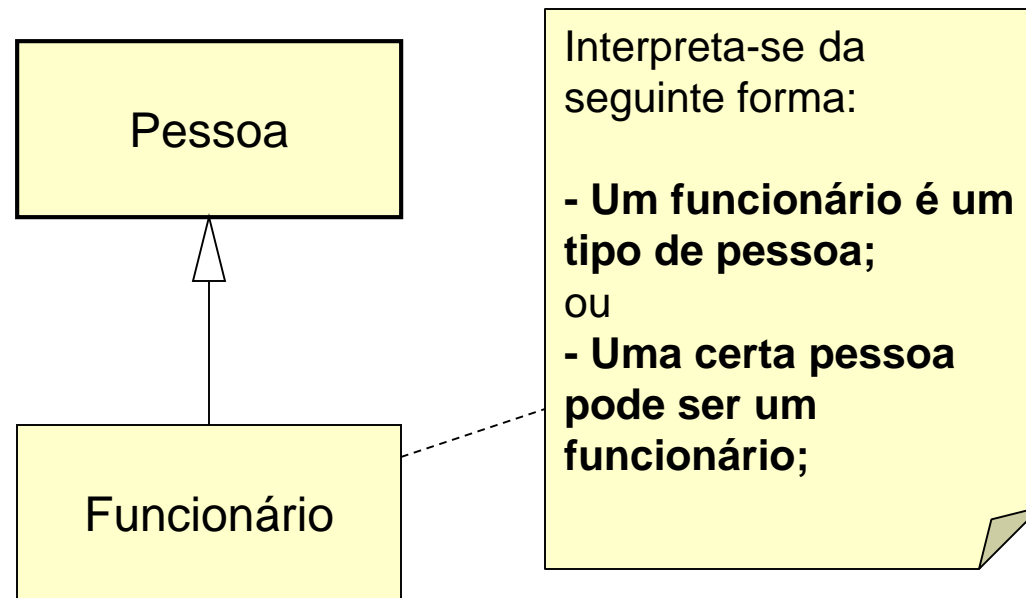 Pessoa
Funcionário
Interpreta-se da
seguinte forma:
- Um funcionário é um
tipo de pessoa;
ou
- Uma certa pessoa
pode ser um
funcionário;